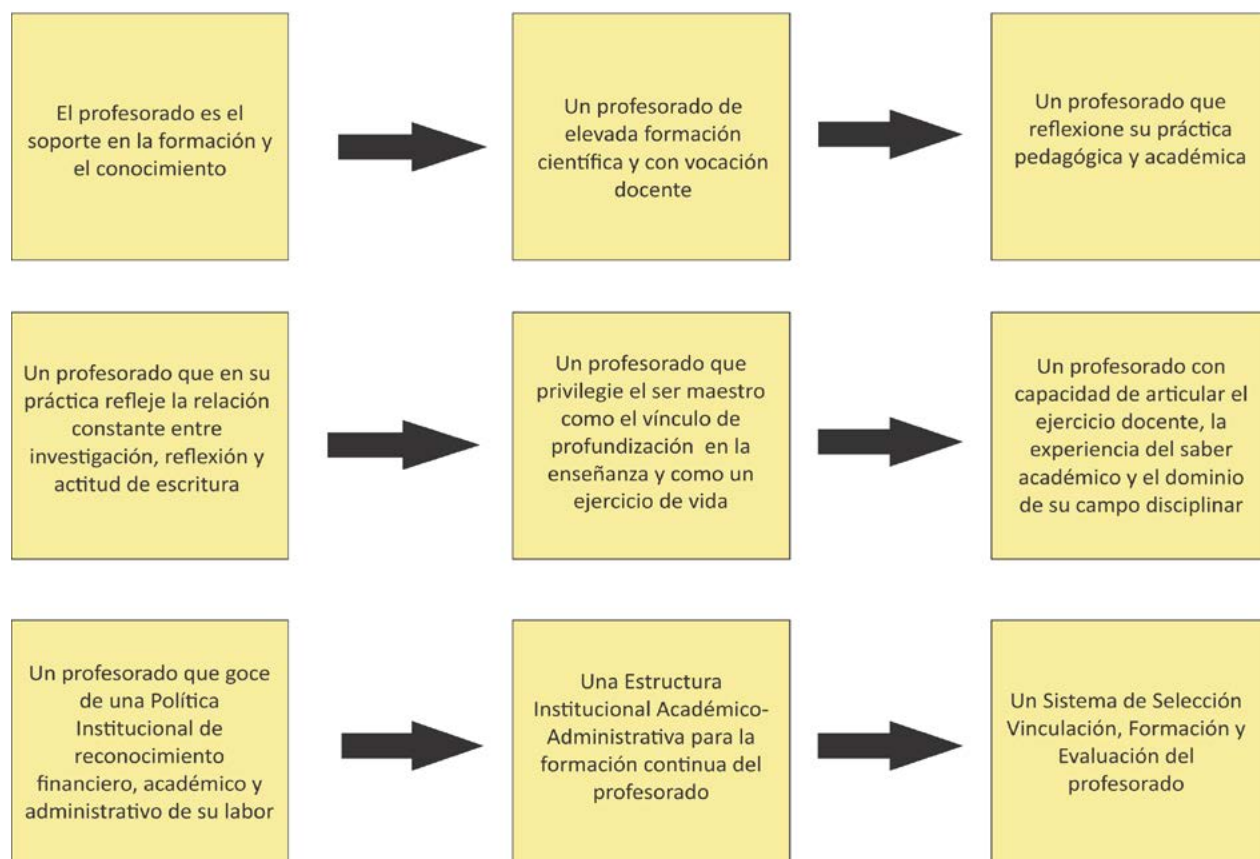 El profesorado es el
soporte en la formación y
el conocimiento
Un profesorado de
elevada formación
científica y con vocación
docente
Un profesorado que
reflexione su práctica
pedagógica y académica
Un profesorado que en su
práctica refleje la relación
constante entre
investigación, reflexión y
actitud de escritura
Un profesorado que
privilegie el ser maestro
como el vínculo de
profundización en la
enseñanza y como un
ejercicio de vida
Un profesorado con
capacidad de articular el
ejercicio docente, la
experiencia del saber
académico y el dominio
de su campo disciplinar
Un profesorado que goce
de una Política
Institucional de
reconocimiento
financiero, académico y
administrativo de su labor
Una Estructura
Institucional Académico-
Administrativa para la
formación continua del
profesorado
Un Sistema de Selección
Vinculación, Formación y
Evaluación del
profesorado